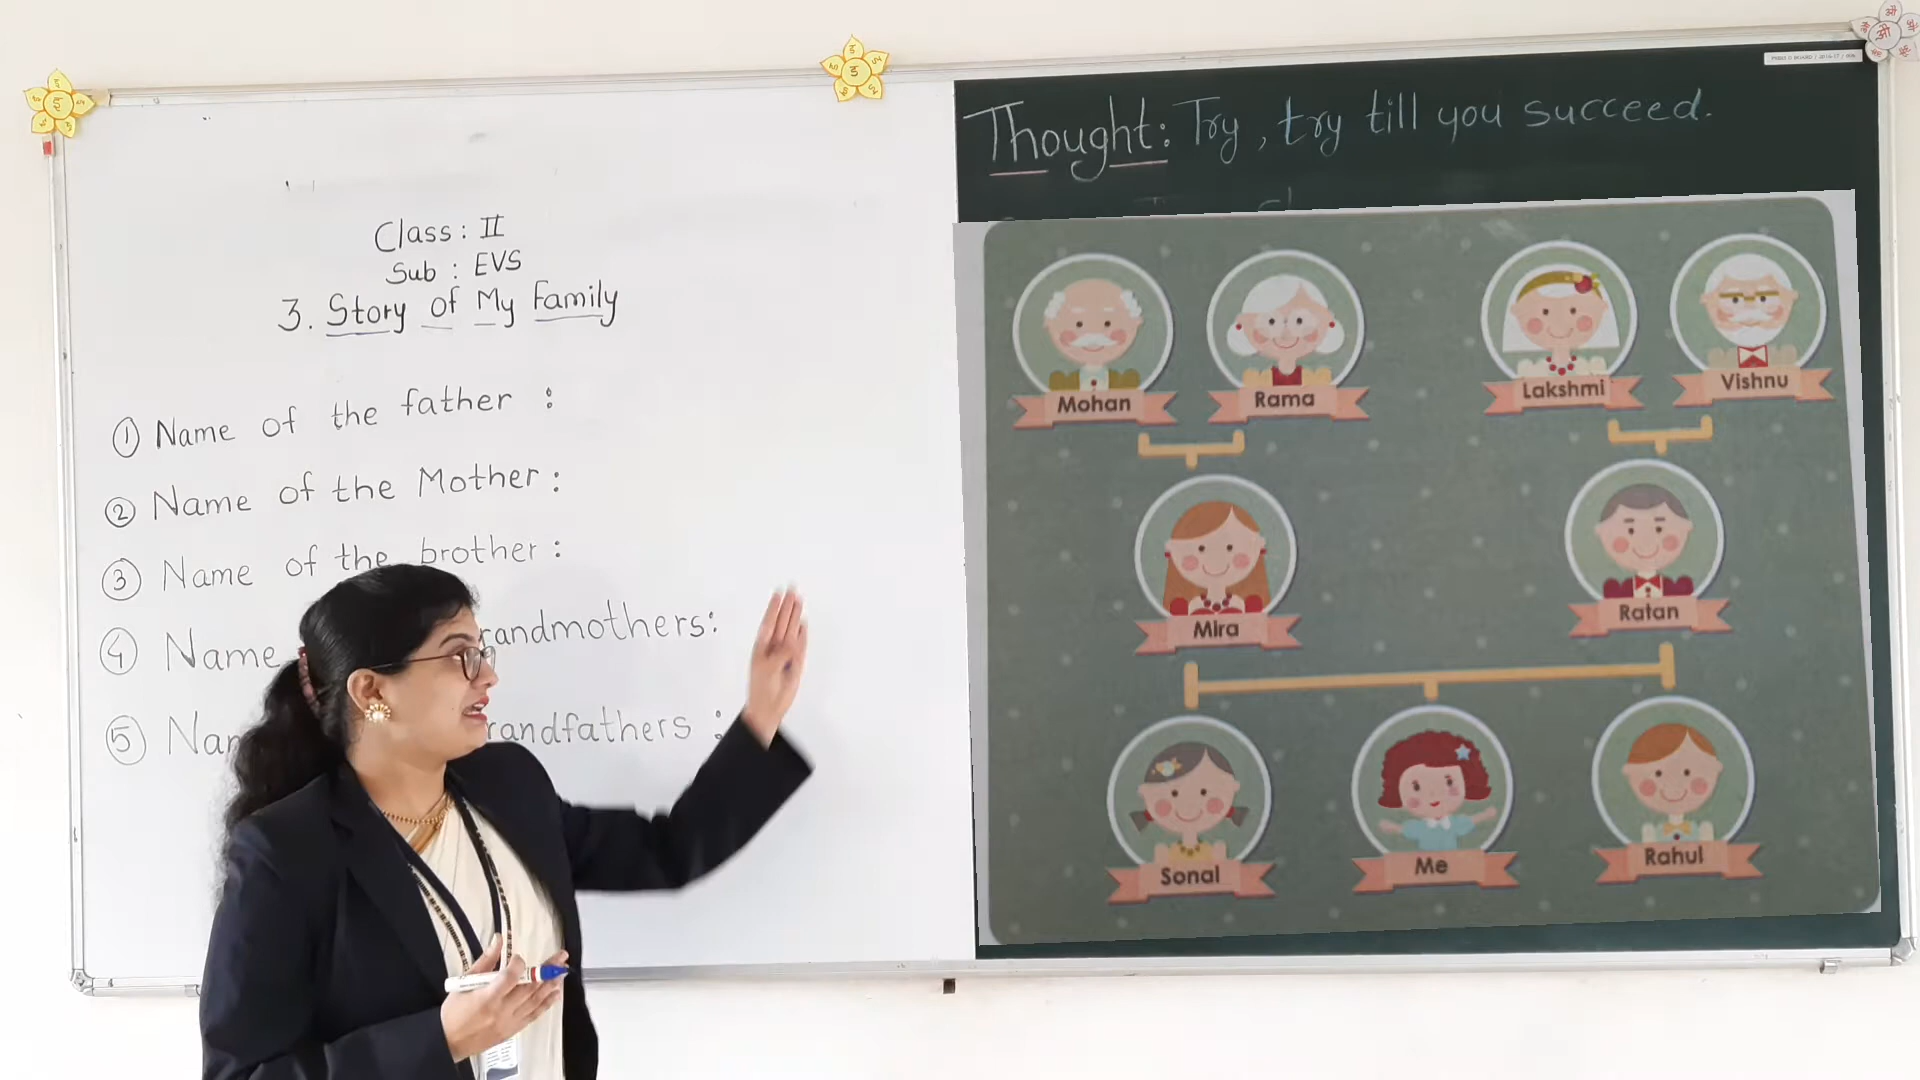 Class: II
Sub : EVS
3. Story of My Family
① Name of the father :
② Name of the Mother :
③ Name of the brother :
④ Name randmothers:
⑤ Nam randfathers :
Thought: Try, try till you succeed.
Mohan Rama Lakshmi Vishnu
Mira Ratan
Sonal Me Rahul